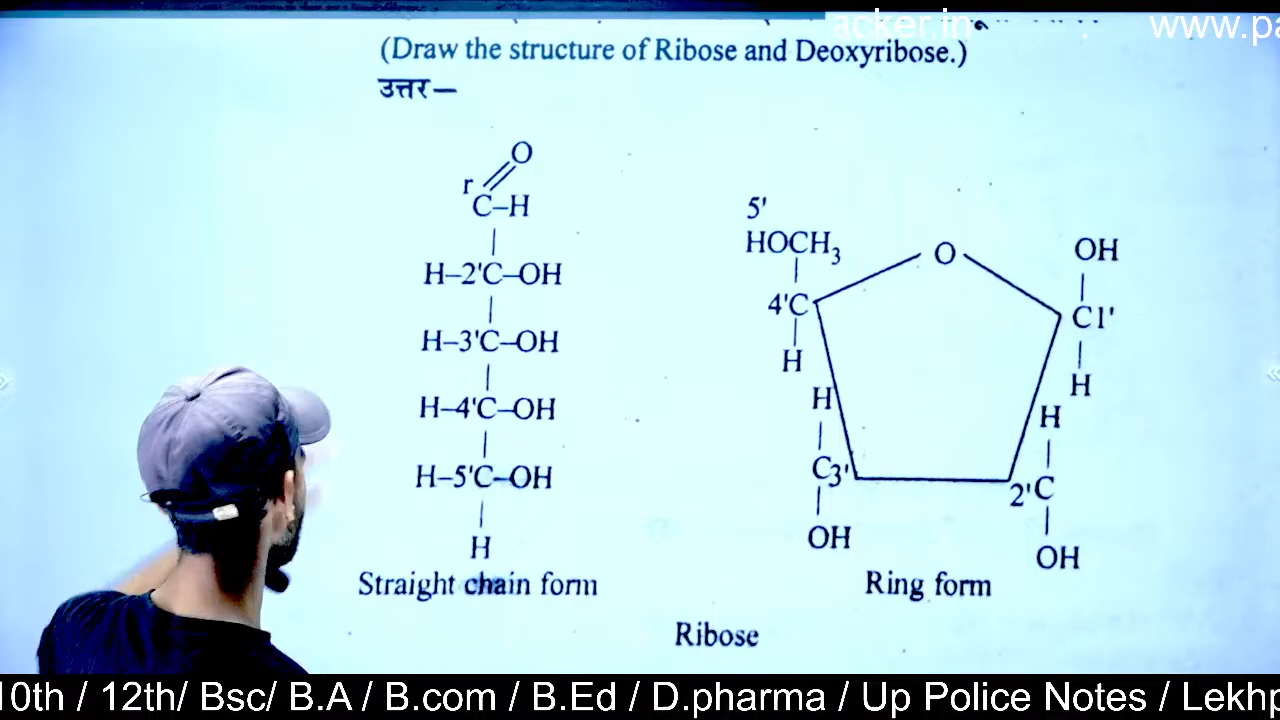 acker.in
www.pa
(Draw the structure of Ribose and Deoxyribose.)
उत्तर—
O
r
C–H
H–2'C–OH
H–3'C–OH
H–4'C–OH
H–5'C–OH
H
Straight chain form
5'
HOCH3
O
OH
4'C
C1'
H
H
H
H
C3'
2'C
OH
OH
Ring form
Ribose
10th / 12th/ Bsc/ B.A / B.com / B.Ed / D.pharma / Up Police Notes / Lekhp